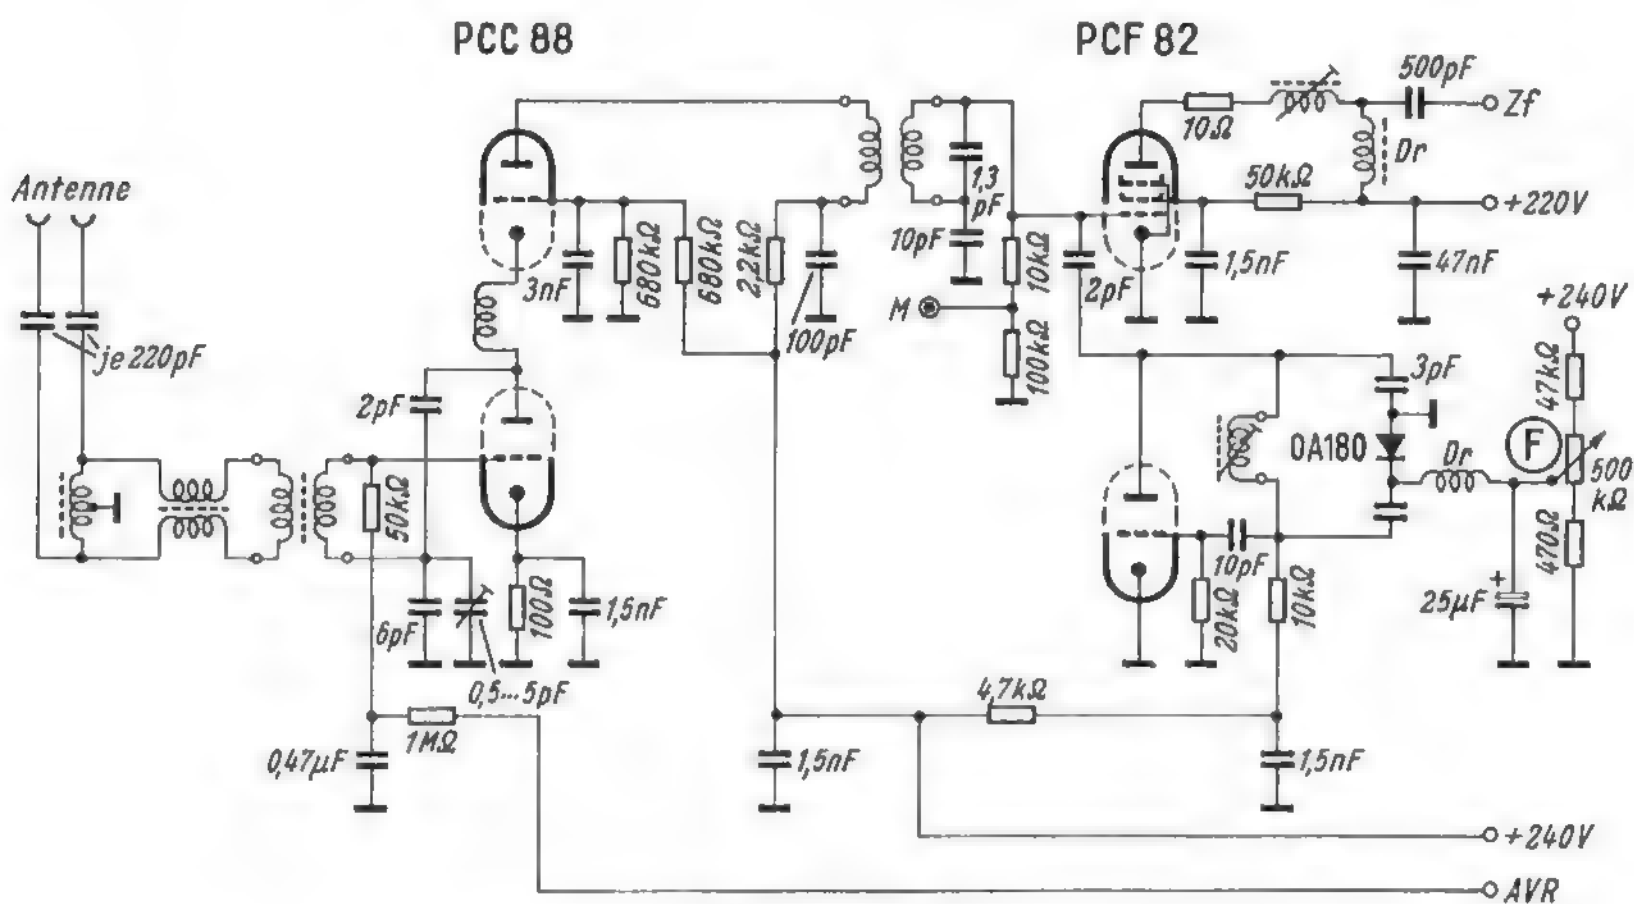 PCC 88
PCF 82
500pF
Zf
10Ω
Dr
Antenne
1,3 pF
50kΩ
+220V
10pF
3nF
680kΩ
680kΩ
2,2kΩ
10kΩ
2pF
1,5nF
47nF
M
+240V
je 220pF
100pF
100kΩ
3pF
47kΩ
2pF
0A180
F
Dr
500 kΩ
50kΩ
10pF
470Ω
6pF
100Ω
1,5nF
20kΩ
10kΩ
25µF
+
0,5...5pF
4,7kΩ
1MΩ
0,47µF
1,5nF
1,5nF
+240V
AVR